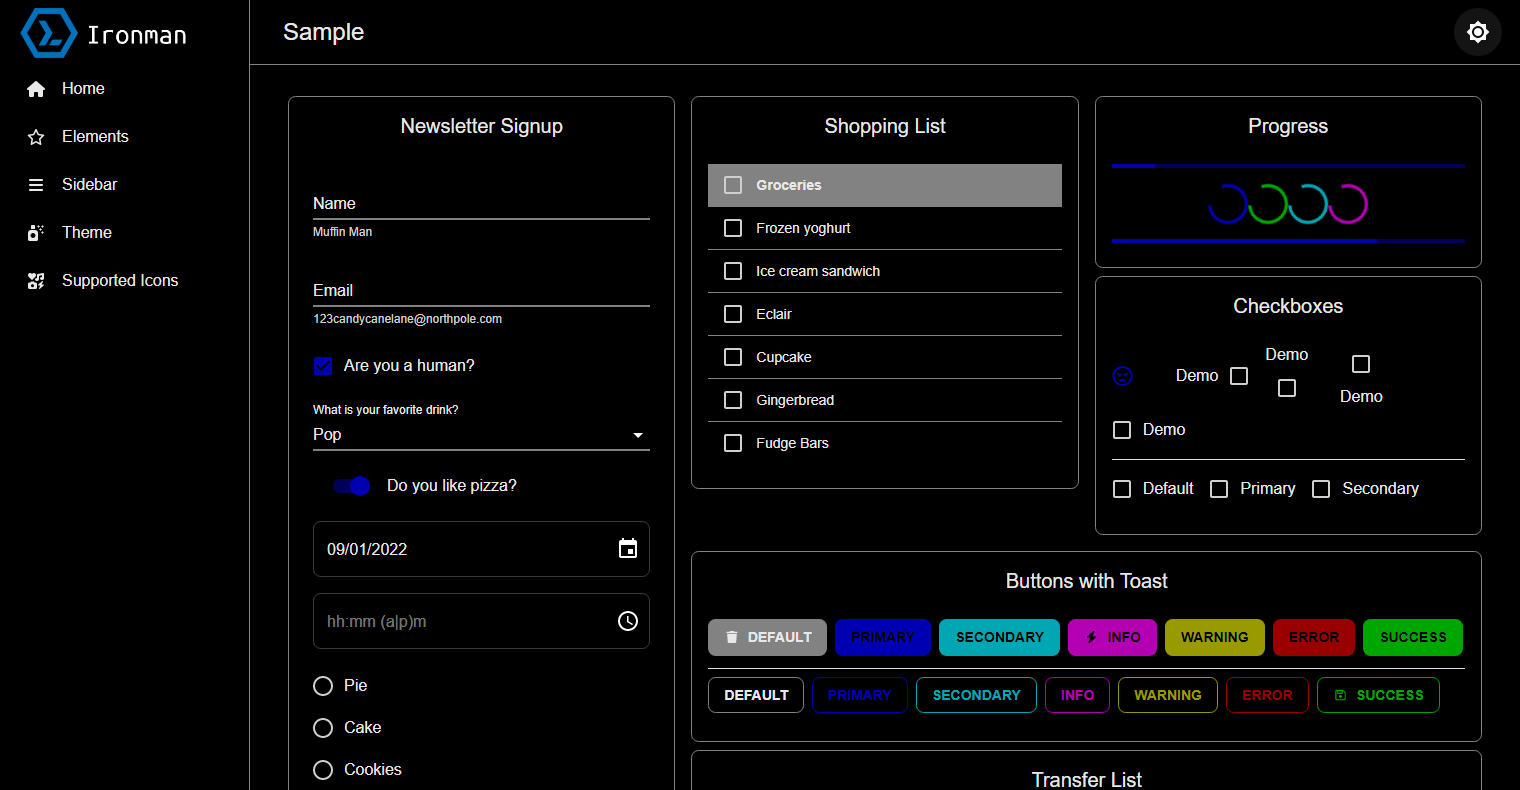 Ironman
Home
Elements
Sidebar
Theme
Supported Icons
Sample
Newsletter Signup
Name
Muffin Man
Email
123candycanelane@northpole.com
Are you a human?
What is your favorite drink?
Pop
Do you like pizza?
09/01/2022
hh:mm (a|p)m
Pie
Cake
Cookies
Shopping List
Groceries
Frozen yoghurt
Ice cream sandwich
Eclair
Cupcake
Gingerbread
Fudge Bars
Progress
Checkboxes
Demo
Demo
Demo
Demo
Default Primary Secondary
Buttons with Toast
DEFAULT PRIMARY SECONDARY INFO WARNING ERROR SUCCESS
DEFAULT PRIMARY SECONDARY INFO WARNING ERROR SUCCESS
Transfer List